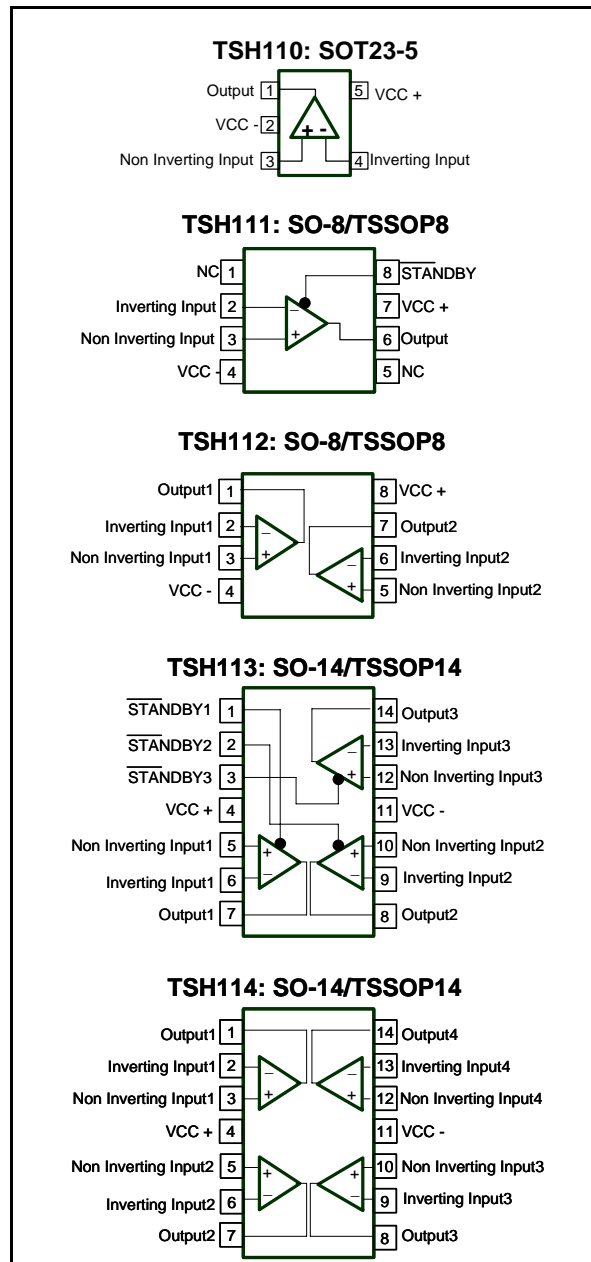 TSH110: SOT23-5
Output 1 5 VCC +
VCC - 2
+ -
Non Inverting Input 3 4 Inverting Input
TSH111: SO-8/TSSOP8
NC 1 8 STANDBY
Inverting Input 2 _ 7 VCC +
Non Inverting Input 3 + 6 Output
VCC - 4 5 NC
TSH112: SO-8/TSSOP8
Output1 1 8 VCC +
Inverting Input1 2 _ 7 Output2
Non Inverting Input1 3 + _ 6 Inverting Input2
VCC - 4 + 5 Non Inverting Input2
TSH113: SO-14/TSSOP14
STANDBY1 1 14 Output3
STANDBY2 2 _ 13 Inverting Input3
STANDBY3 3 + 12 Non Inverting Input3
VCC + 4 11 VCC -
Non Inverting Input1 5 + + 10 Non Inverting Input2
Inverting Input1 6 _ _ 9 Inverting Input2
Output1 7 8 Output2
TSH114: SO-14/TSSOP14
Output1 1 14 Output4
Inverting Input1 2 _ _ 13 Inverting Input4
Non Inverting Input1 3 + + 12 Non Inverting Input4
VCC + 4 11 VCC -
Non Inverting Input2 5 + + 10 Non Inverting Input3
Inverting Input2 6 _ _ 9 Inverting Input3
Output2 7 8 Output3